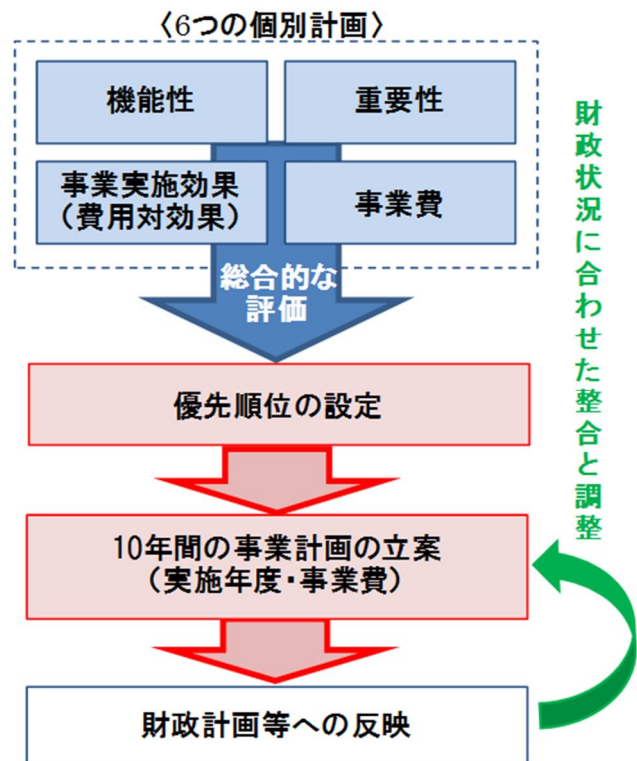 〈6つの個別計画〉
機能性
重要性
事業実施効果
（費用対効果）
事業費
総合的な
評価
優先順位の設定
10年間の事業計画の立案
（実施年度・事業費）
財政計画等への反映
財政状況に合わせた整合と調整